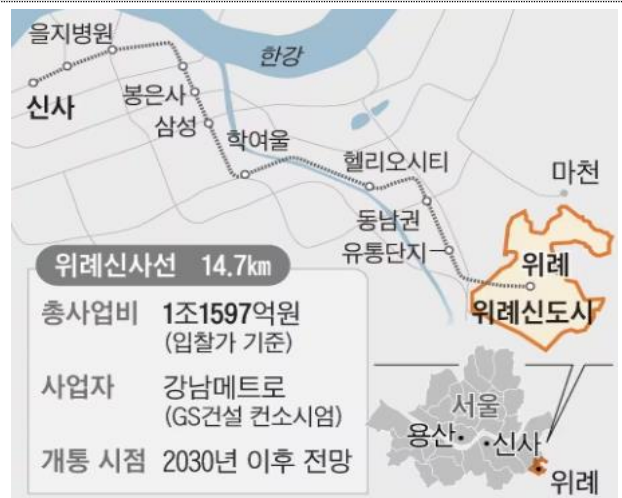 을지병원
한강
신사
봉은사
삼성
학여울
헬리오시티
마천
동남권
유통단지
위례
위례신도시
위례신사선 14.7km
총사업비 1조1597억원
(입찰가 기준)
사업자 강남메트로
(GS건설 컨소시엄)
개통 시점 2030년 이후 전망
서울
용산
신사
위례